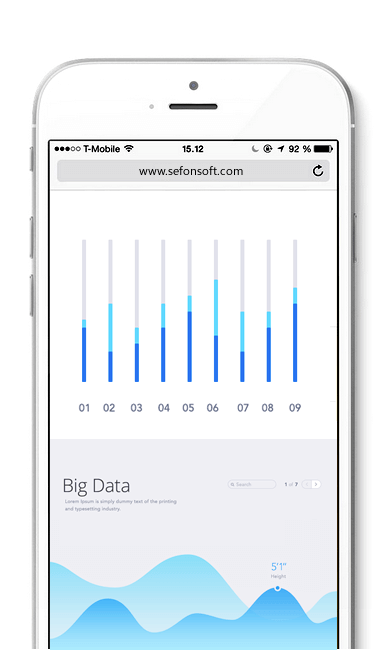 T-Mobile 15.12 92 %
www.sefonsoft.com
01 02 03 04 05 06 07 08 09
Big Data
Search 1 of 7
Lorem Ipsum is simply dummy text of the printing
and typesetting industry.
5'1"
Height